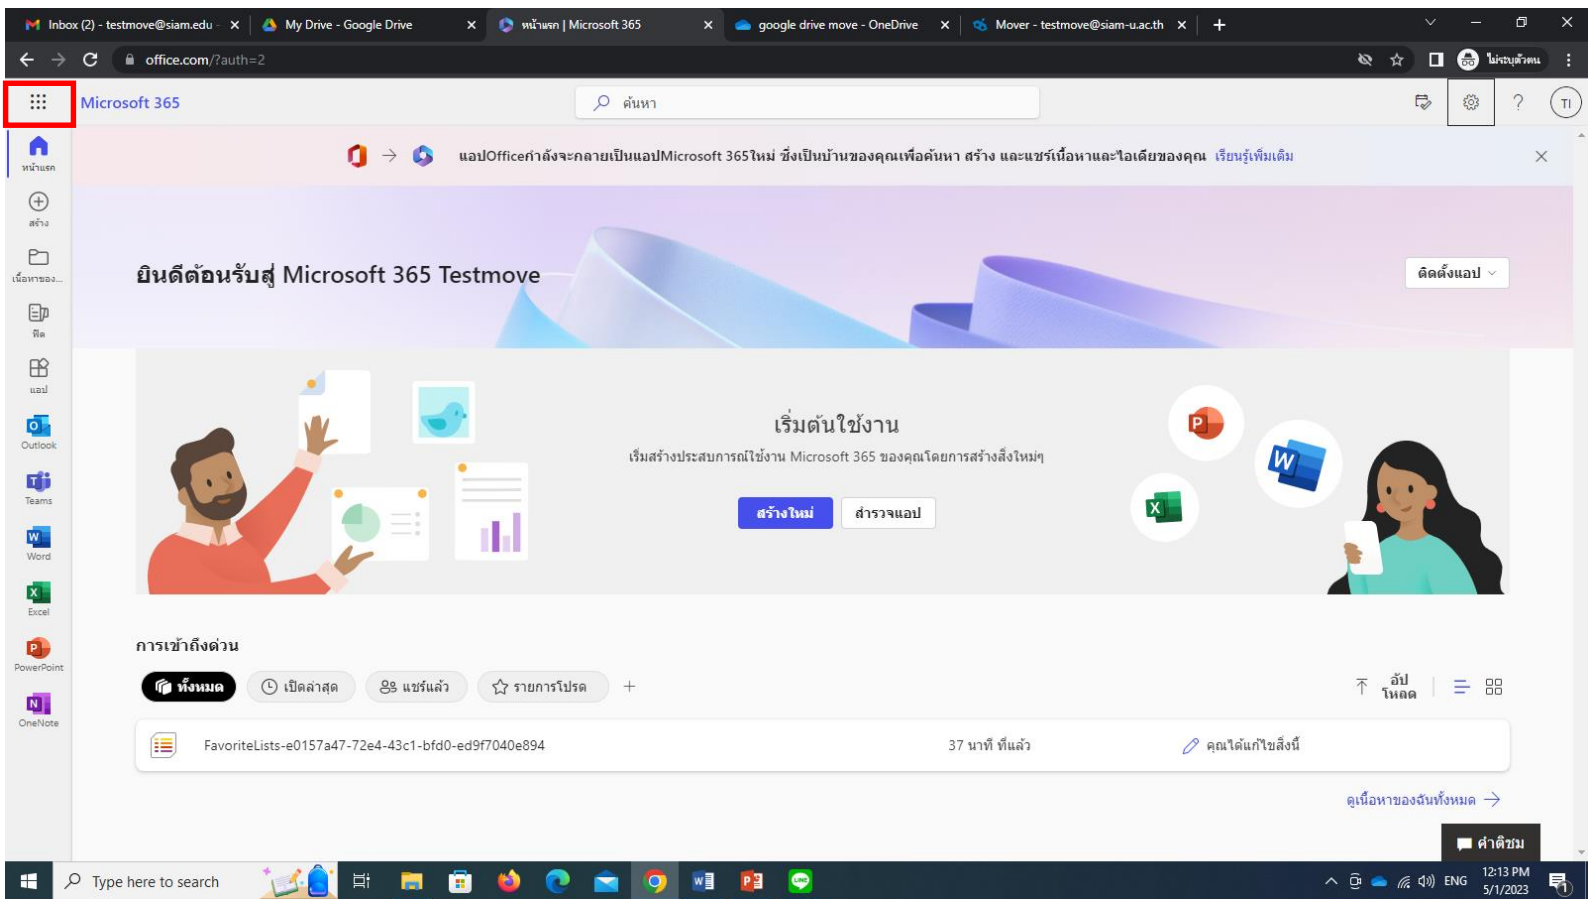 Inbox (2) - testmove@siam.edu -
My Drive - Google Drive
หน้าแรก | Microsoft 365
google drive move - OneDrive
Mover - testmove@siam-u.ac.th
office.com/?auth=2
ไม่ระบุตัวตน
Microsoft 365
ค้นหา
TI
แอปOfficeกําลังจะกลายเป็นแอปMicrosoft 365ใหม่ ซึ่งเป็นบ้านของคุณเพื่อค้นหา สร้าง และแชร์เนื้อหาและไอเดียของคุณ เรียนรู้เพิ่มเติม
หน้าแรก
สร้าง
เนื้อหาของ...
ฟีด
แอป
Outlook
Teams
Word
Excel
PowerPoint
OneNote
ยินดีต้อนรับสู่ Microsoft 365 Testmove
ติดตั้งแอป
เริ่มต้นใช้งาน
เริ่มสร้างประสบการณ์ใช้งาน Microsoft 365 ของคุณโดยการสร้างสิ่งใหม่ๆ
สร้างใหม่
สำรวจแอป
การเข้าถึงด่วน
ทั้งหมด
เปิดล่าสุด
แชร์แล้ว
รายการโปรด
อัป
โหลด
FavoriteLists-e0157a47-72e4-43c1-bfd0-ed9f7040e894
37 นาที ที่แล้ว
คุณได้แก้ไขสิ่งนี้
ดูเนื้อหาของฉันทั้งหมด
คำติชม
Type here to search
ENG
12:13 PM
5/1/2023